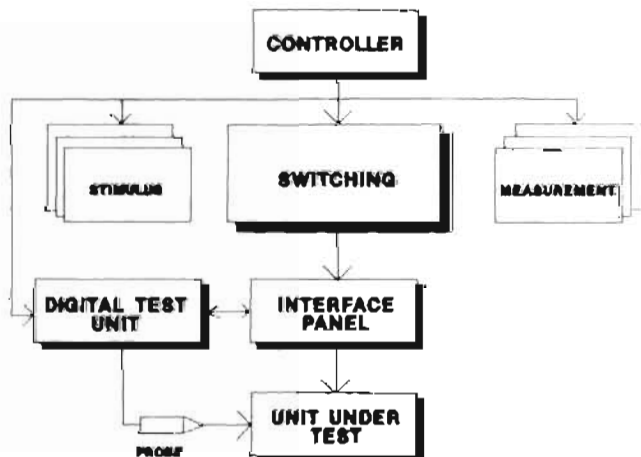 CONTROLLER
STIMULUS
SWITCHING
MEASUREMENT
DIGITAL TEST
UNIT
INTERFACE
PANEL
UNIT UNDER
TEST
PROBE